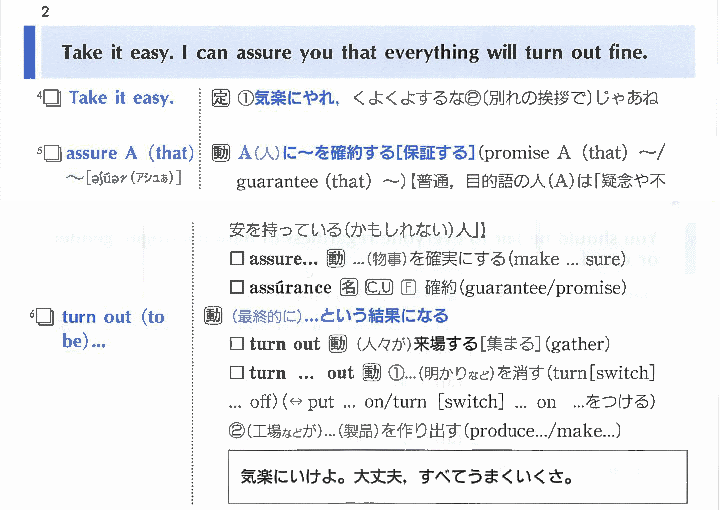 2
Take it easy. I can assure you that everything will turn out fine.
4□ Take it easy. 定 ①気楽にやれ，くよくよするな②(別れの挨拶で)じゃあね
5□ assure A (that) 動 A(人)に～を確約する[保証する](promise A (that) ～/
～[əʃúər (アシュぁ)] guarantee (that) ～)【普通，目的語の人(A)は「疑念や不
安を持っている(かもしれない)人」】
□ assure... 動 ...(物事)を確実にする(make ... sure)
□ assúrance 名 C,U F 確約(guarantee/promise)
6□ turn out (to 動 (最終的に)...という結果になる
be)... □ turn out 動 (人々が)来場する[集まる](gather)
□ turn ... out 動 ①...(明かりなど)を消す(turn[switch]
... off)(⇔put ... on/turn [switch] ... on ...をつける)
②(工場などが)...(製品)を作り出す(produce.../make...)
気楽にいけよ。大丈夫，すべてうまくいくさ。